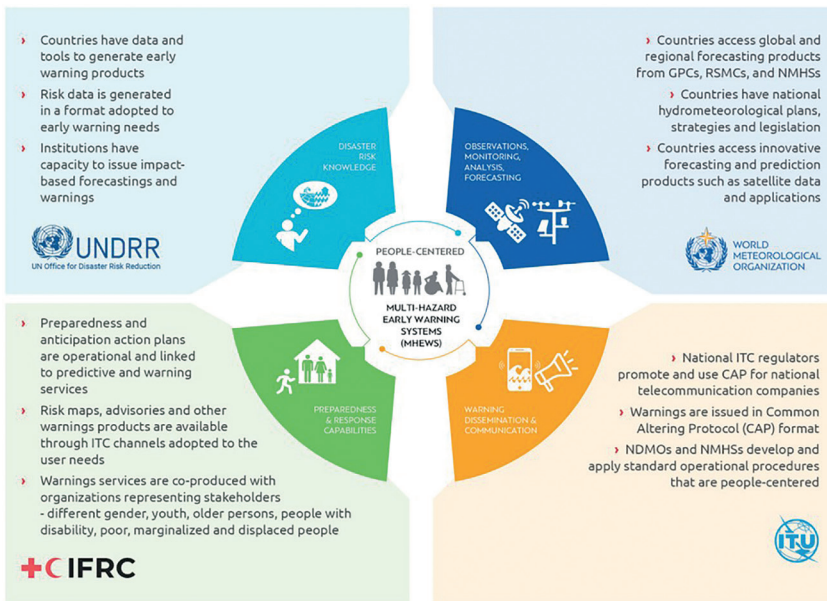 › Countries have data and
tools to generate early
warning products
› Risk data is generated
in a format adopted to
early warning needs
› Institutions have
capacity to issue impact-
based forecastings and
warnings
UNDRR
UN Office for Disaster Risk Reduction
DISASTER
RISK
KNOWLEDGE
OBSERVATIONS,
MONITORING,
ANALYSIS,
FORECASTING
› Countries access global and
regional forecasting products
from GPCs, RSMCs, and NMHSs
› Countries have national
hydrometeorological plans,
strategies and legislation
› Countries access innovative
forecasting and prediction
products such as satellite data
and applications
WORLD
METEOROLOGICAL
ORGANIZATION
PEOPLE-CENTERED
MULTI-HAZARD
EARLY WARNING
SYSTEMS
(MHEWS)
› Preparedness and
anticipation action plans
are operational and linked
to predictive and warning
services
› Risk maps, advisories and other
warnings products are available
through ITC channels adopted to the
user needs
› Warnings services are co-produced with
organizations representing stakeholders
- different gender, youth, older persons, people with
disability, poor, marginalized and displaced people
IFRC
PREPAREDNESS
& RESPONSE
CAPABILITIES
WARNING
DISSEMINATION &
COMMUNICATION
› National ITC regulators
promote and use CAP for national
telecommunication companies
› Warnings are issued in Common
Altering Protocol (CAP) format
› NDMOs and NMHSs develop and
apply standard operational procedures
that are people-centered
ITU